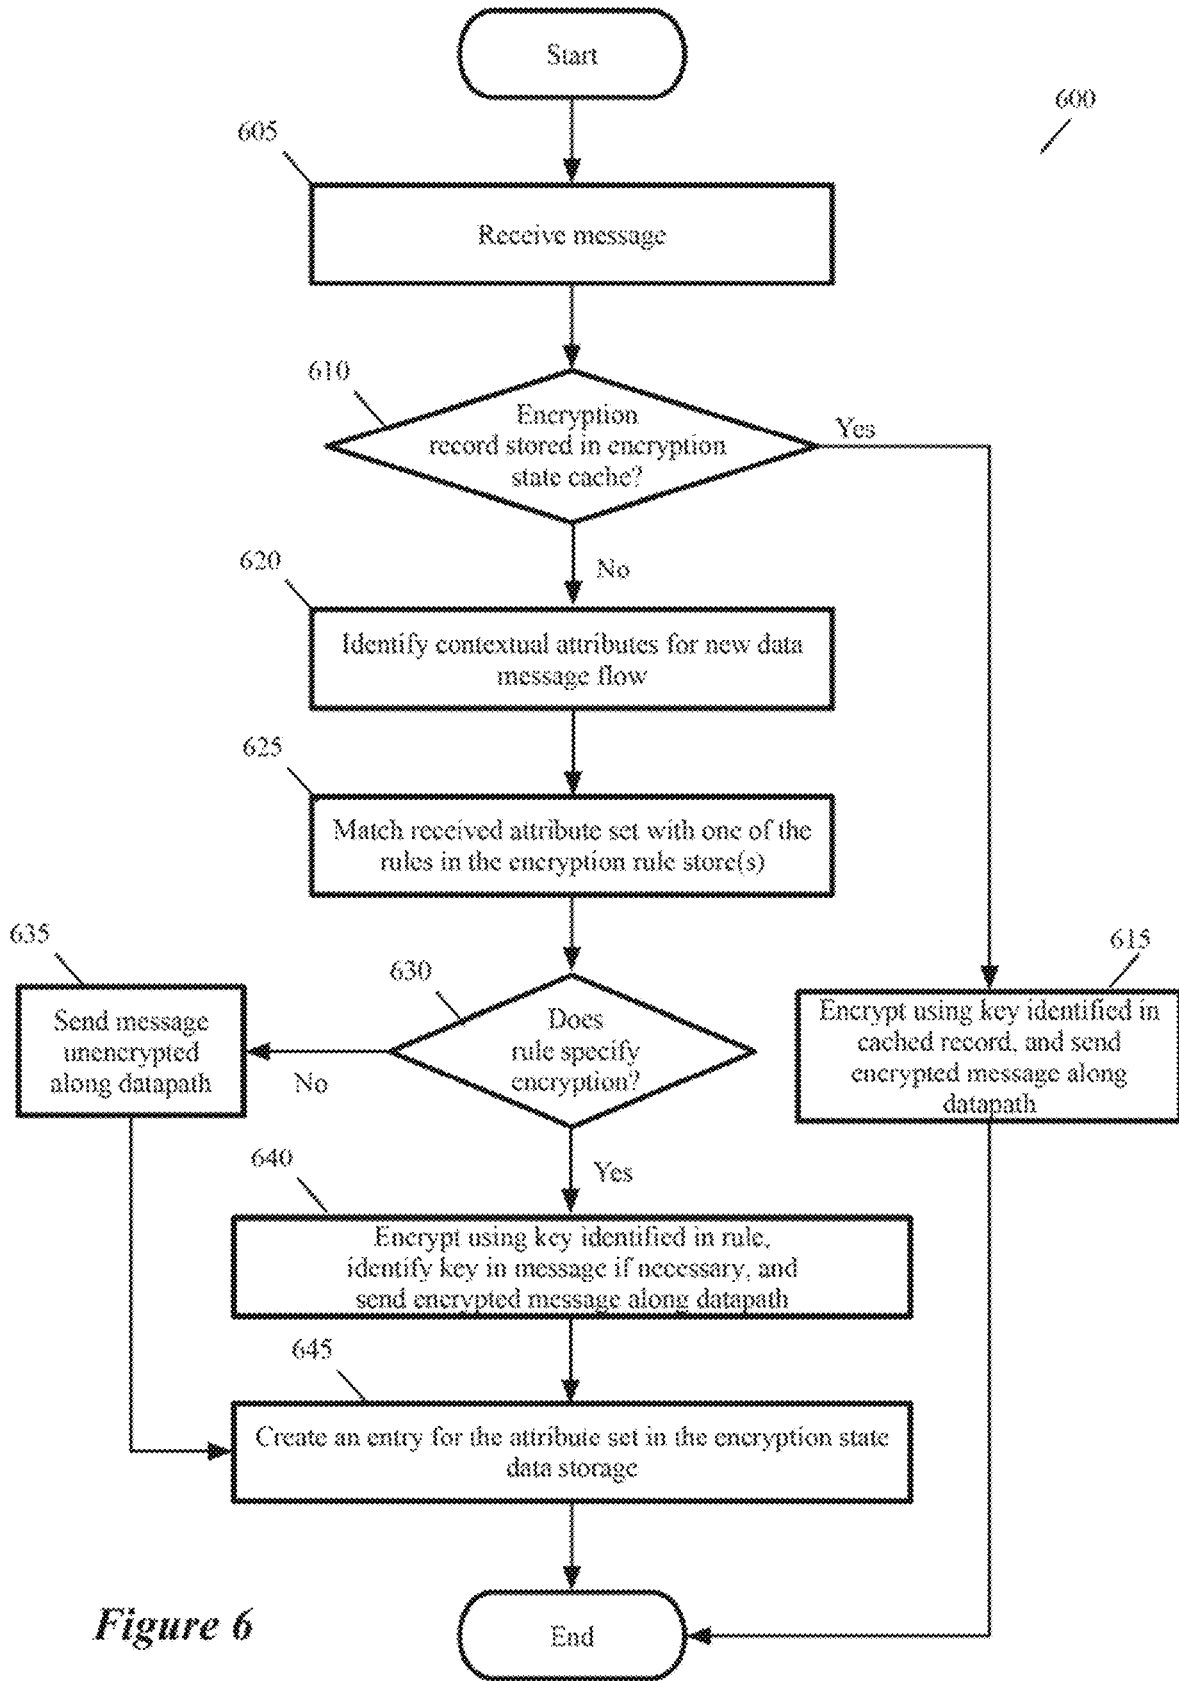 Start
600
605
Receive message
610
Encryption
record stored in encryption
state cache?
Yes
No
620
Identify contextual attributes for new data
message flow
625
Match received attribute set with one of the
rules in the encryption rule store(s)
635
Send message
unencrypted
along datapath
630
Does
rule specify
encryption?
No
Yes
615
Encrypt using key identified in
cached record, and send
encrypted message along
datapath
640
Encrypt using key identified in rule,
identify key in message if necessary, and
send encrypted message along datapath
645
Create an entry for the attribute set in the encryption state
data storage
End
Figure 6